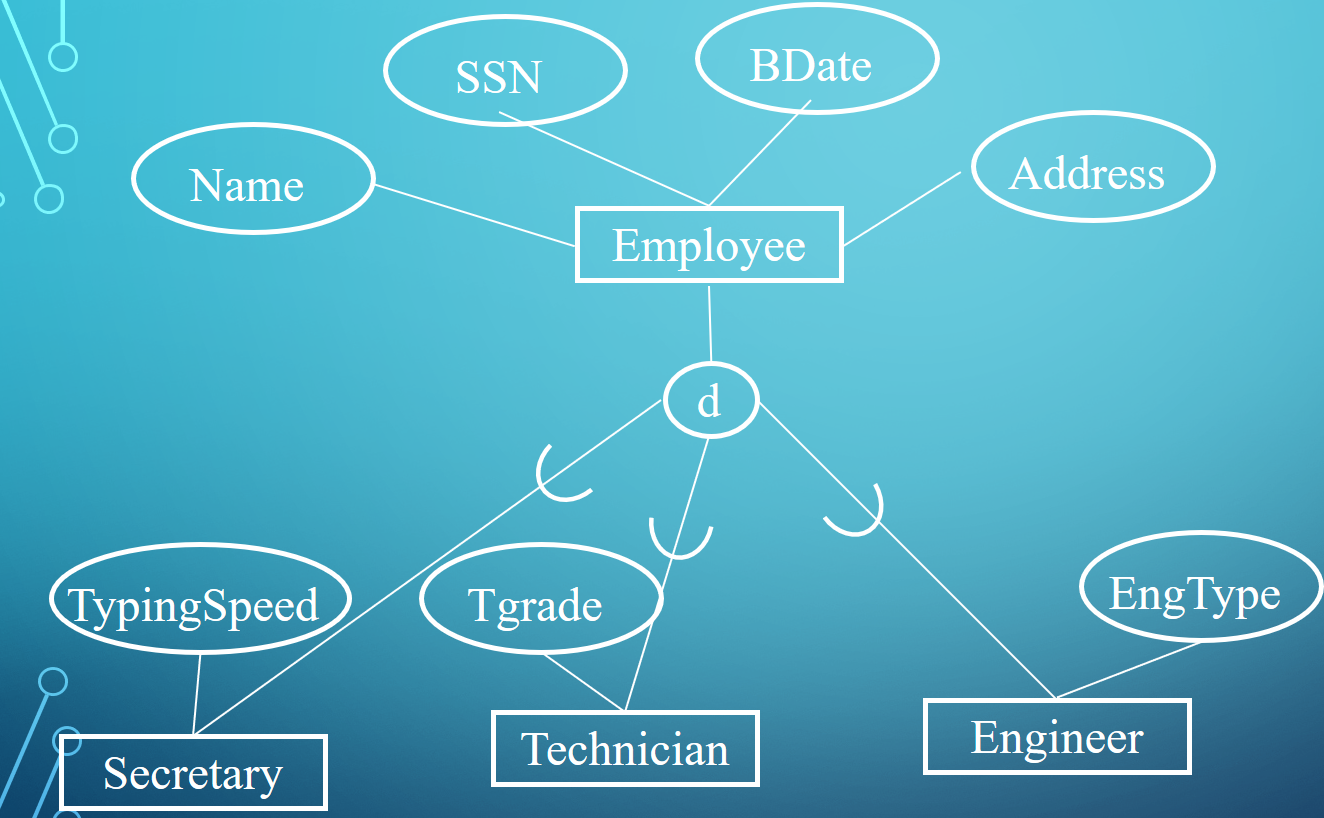 SSN
BDate
Name
Address
Employee
d
TypingSpeed
Tgrade
EngType
Secretary
Technician
Engineer